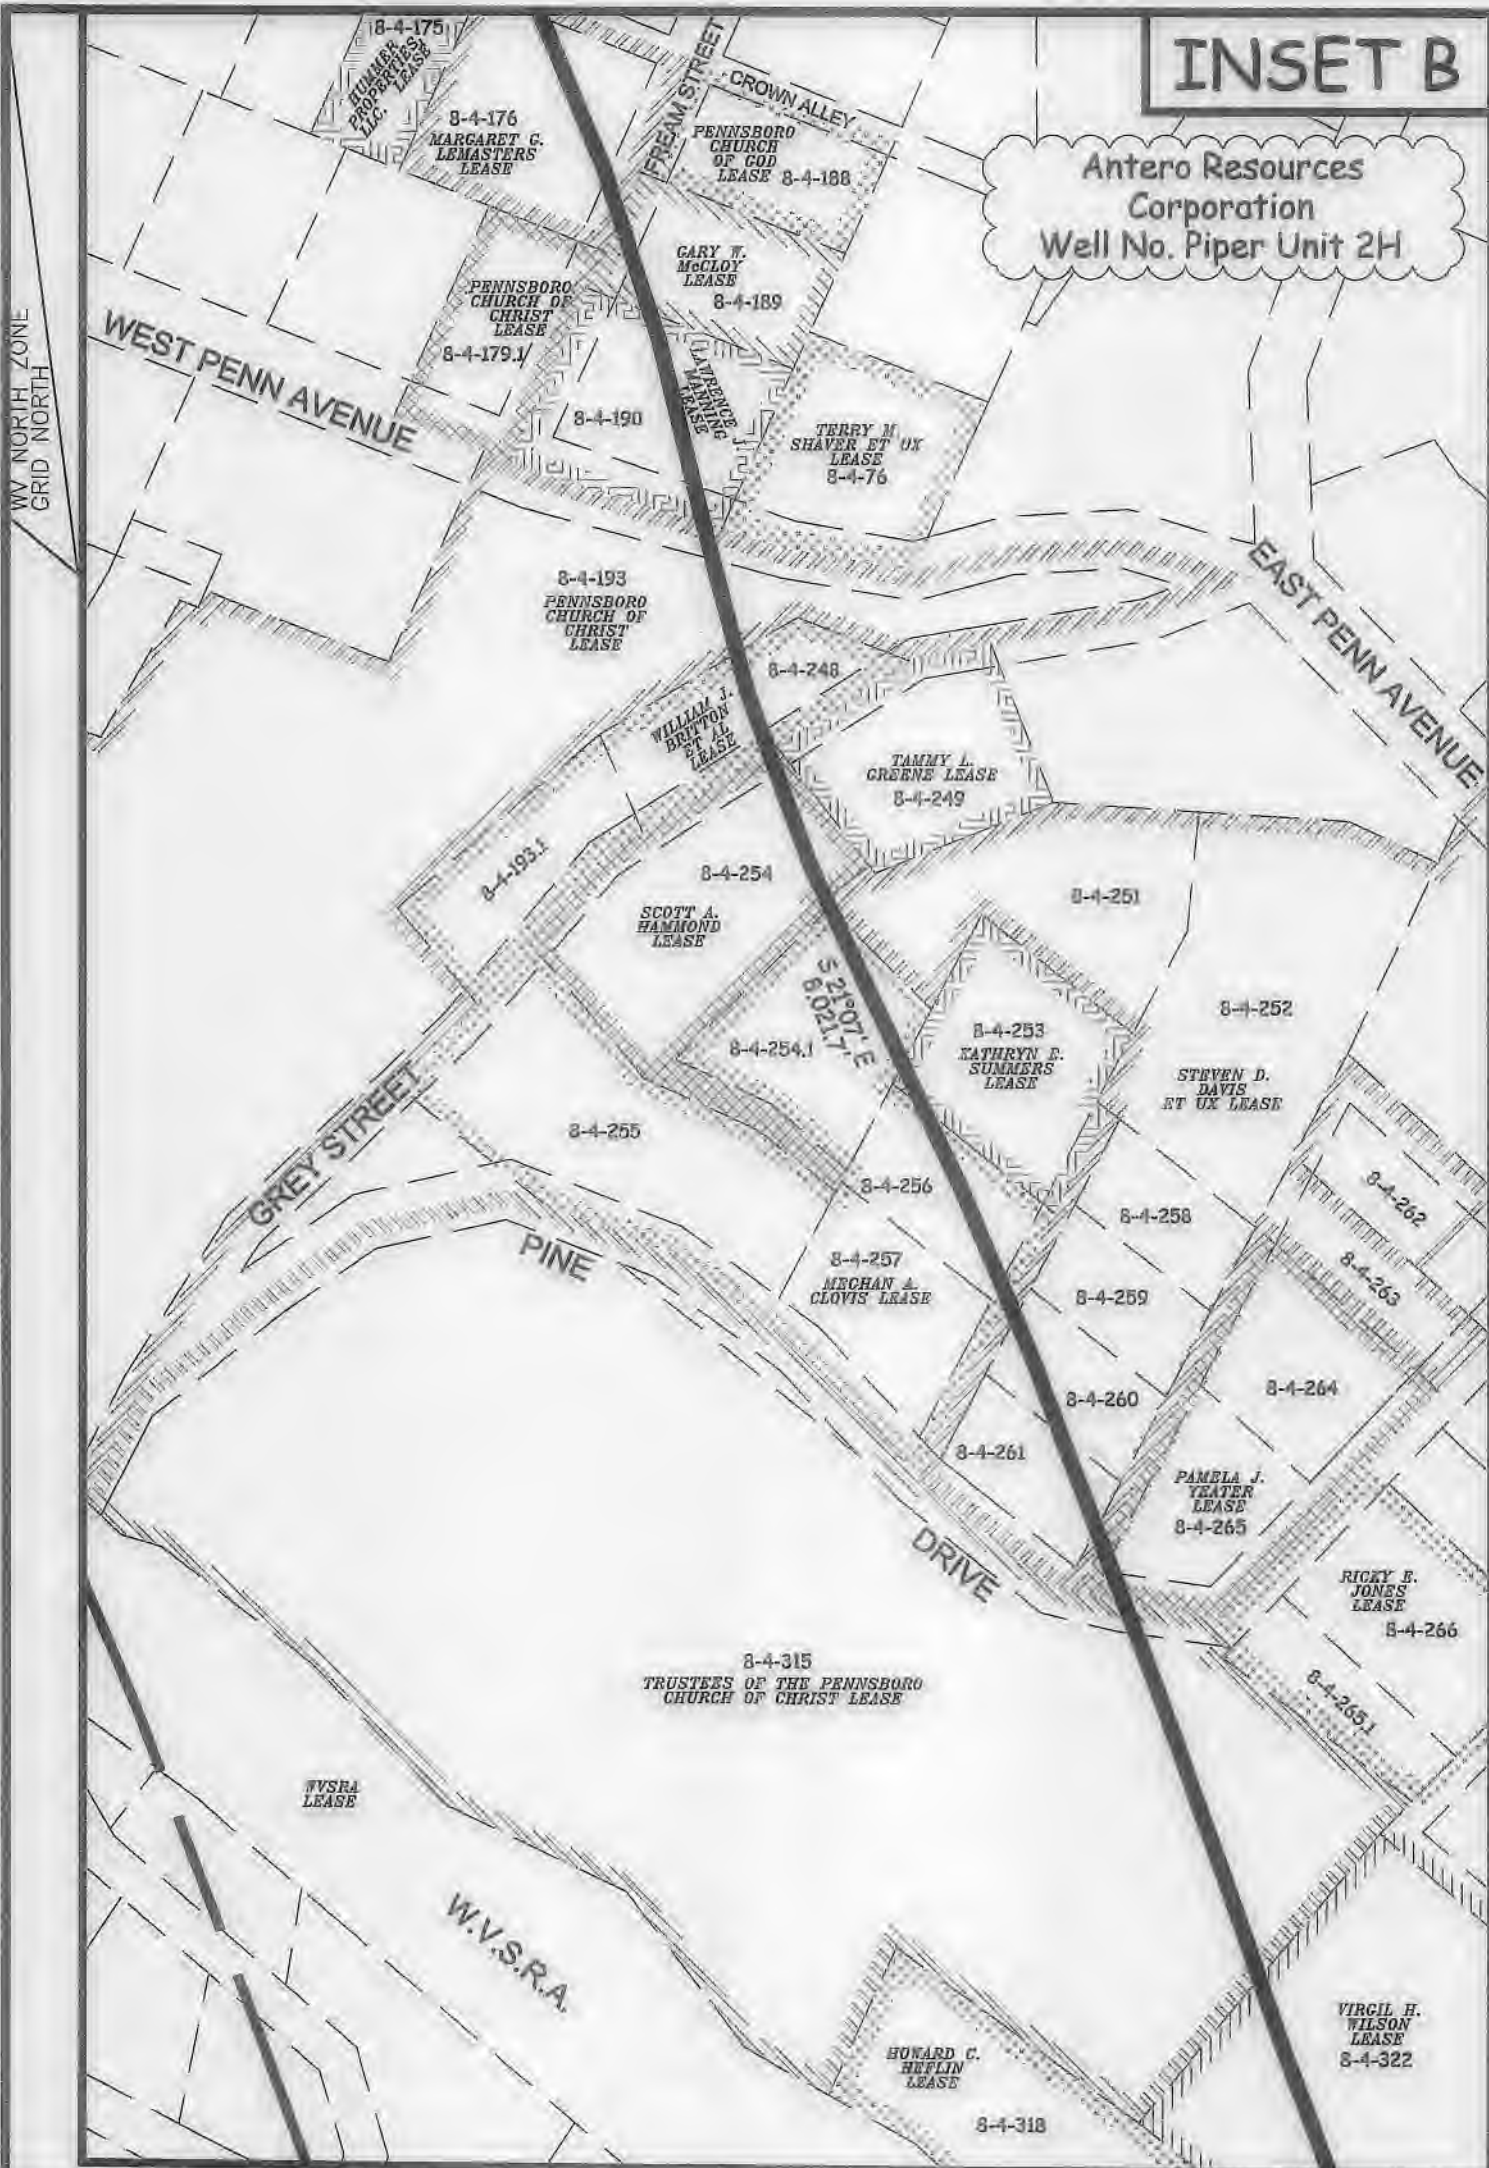 INSET B
Antero Resources
Corporation
Well No. Piper Unit 2H
WV NORTH ZONE
GRID NORTH
8-4-175
HUMMER
PROPERTIES,
LLC. LEASE
8-4-176
MARGARET G.
LEMASTERS
LEASE
FREAM STREET
CROWN ALLEY
PENNSBORO
CHURCH
OF GOD
LEASE 8-4-188
GARY W.
McCLOY
LEASE
8-4-189
PENNSBORO
CHURCH OF
CHRIST
LEASE
8-4-179.1
WEST PENN AVENUE
8-4-190
LAWRENCE J.
MANNING
LEASE
TERRY M.
SHAVER ET UX
LEASE
8-4-76
8-4-193
PENNSBORO
CHURCH OF
CHRIST
LEASE
EAST PENN AVENUE
8-4-248
WILLIAM J.
BRITTON
ET AL
LEASE
TAMMY L.
GREENE LEASE
8-4-249
8-4-193.1
8-4-254
SCOTT A.
HAMMOND
LEASE
8-4-251
S 21°07' E
6,021.7'
8-4-252
8-4-253
KATHRYN E.
SUMMERS
LEASE
8-4-254.1
STEVEN D.
DAVIS
ET UX LEASE
GREY STREET
8-4-255
8-4-256
8-4-258
8-4-262
PINE
8-4-257
MEGHAN A.
CLOVIS LEASE
8-4-259
8-4-263
8-4-260
8-4-264
8-4-261
PAMELA J.
YEATER
LEASE
8-4-265
DRIVE
RICKY E.
JONES
LEASE
8-4-266
8-4-315
TRUSTEES OF THE PENNSBORO
CHURCH OF CHRIST LEASE
8-4-265.1
WVSRA
LEASE
W.V.S.R.A.
HOWARD C.
HEFLIN
LEASE
8-4-318
VIRGIL H.
WILSON
LEASE
8-4-322